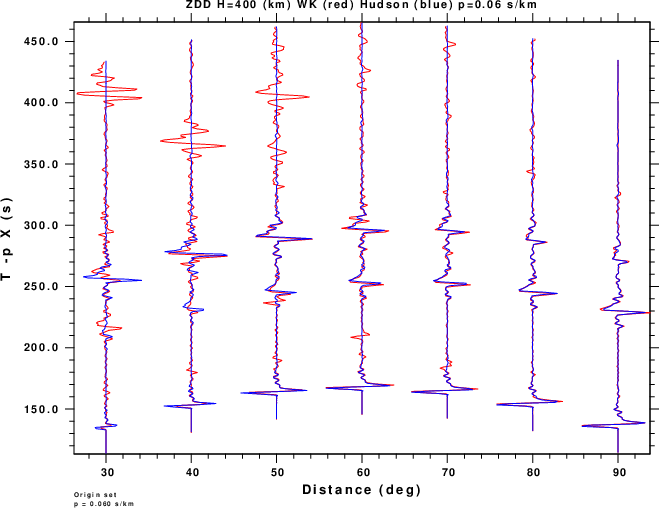 ZDD H=400 (km) WK (red) Hudson (blue) p=0.06 s/km
450.0
400.0
350.0
300.0
250.0
200.0
150.0
T -p X (s)
30 40 50 60 70 80 90
Distance (deg)
Origin set
p = 0.060 s/km